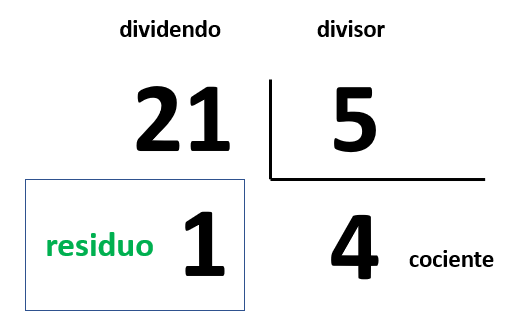 dividendo divisor
21 5
residuo 1 4 cociente